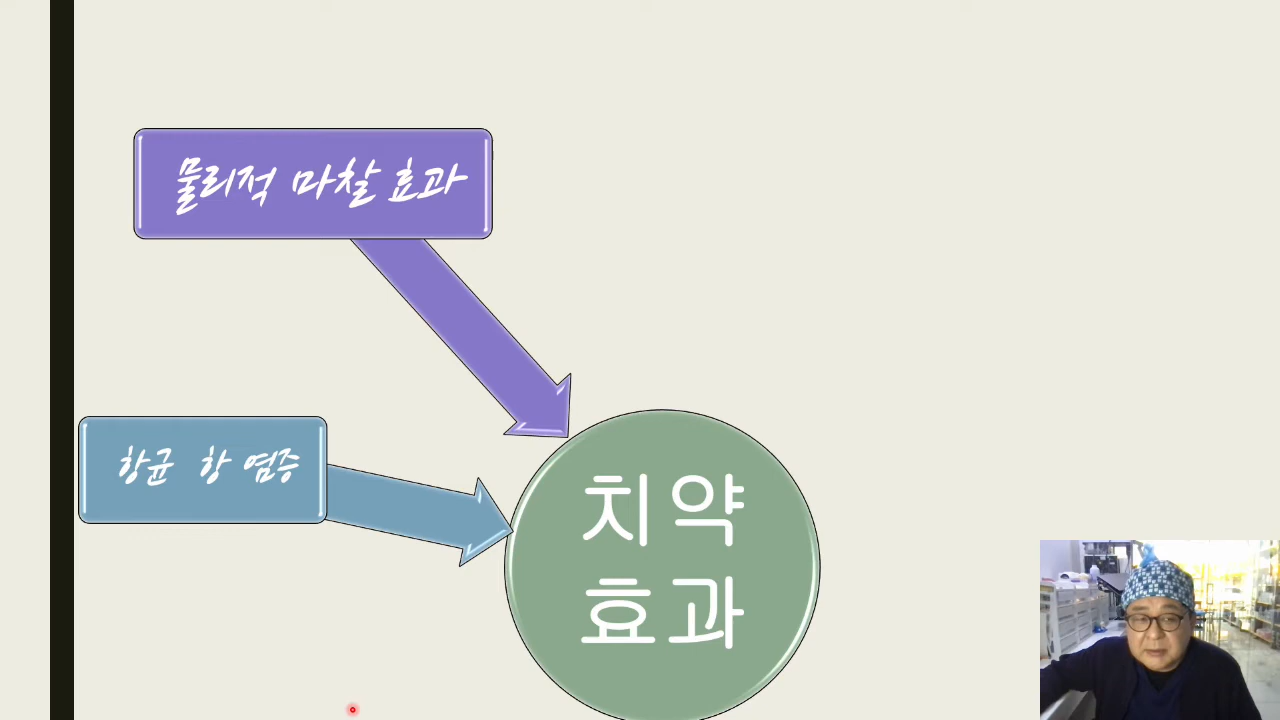 물리적 마찰 효과
항균 항 염증
치약
효과